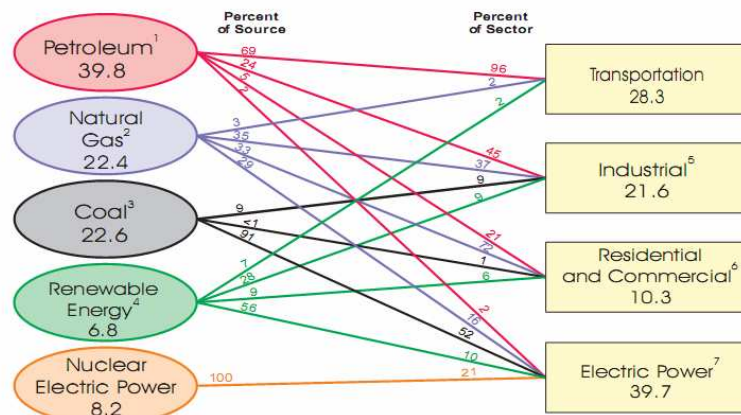 Percent
of Source
Percent
of Sector
Petroleum¹
39.8
Natural
Gas²
22.4
Coal³
22.6
Renewable
Energy⁴
6.8
Nuclear
Electric Power
8.2
69
24
5
2
3
35
33
29
9
<1
91
7
28
9
56
100
96
2
2
45
37
9
9
21
72
1
6
2
16
52
10
21
Transportation
28.3
Industrial⁵
21.6
Residential
and Commercial⁶
10.3
Electric Power⁷
39.7